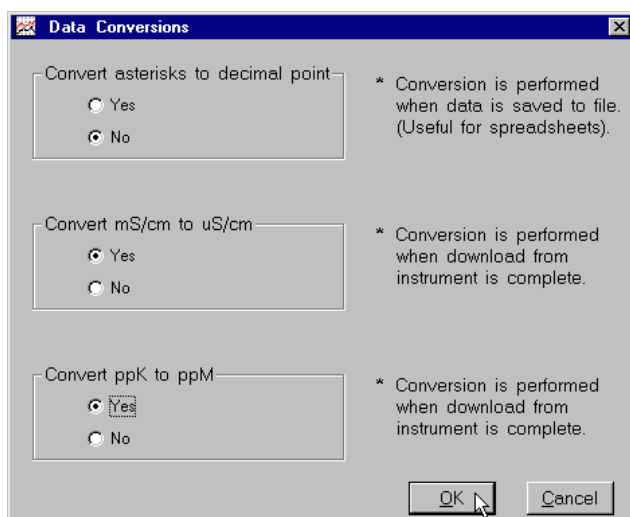 Data Conversions
Convert asterisks to decimal point
Yes
No
* Conversion is performed
when data is saved to file.
(Useful for spreadsheets).
Convert mS/cm to uS/cm
Yes
No
* Conversion is performed
when download from
instrument is complete.
Convert ppK to ppM
Yes
No
* Conversion is performed
when download from
instrument is complete.
OK
Cancel